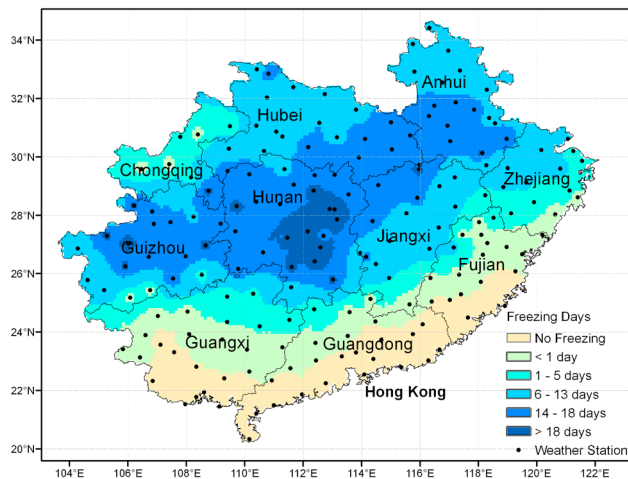 34°N
32°N
30°N
28°N
26°N
24°N
22°N
20°N
Anhui
Hubei
Chongqing
Zhejiang
Hunan
Jiangxi
Guizhou
Fujian
Guangxi
Guangdong
Hong Kong
Freezing Days
No Freezing
< 1 day
1 - 5 days
6 - 13 days
14 - 18 days
> 18 days
Weather Station
104°E 106°E 108°E 110°E 112°E 114°E 116°E 118°E 120°E 122°E